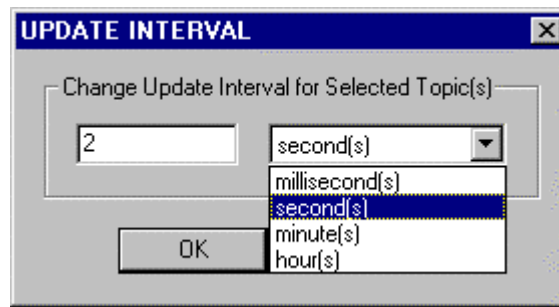 UPDATE INTERVAL
Change Update Interval for Selected Topic(s)
2
second(s)
millisecond(s)
second(s)
minute(s)
hour(s)
OK